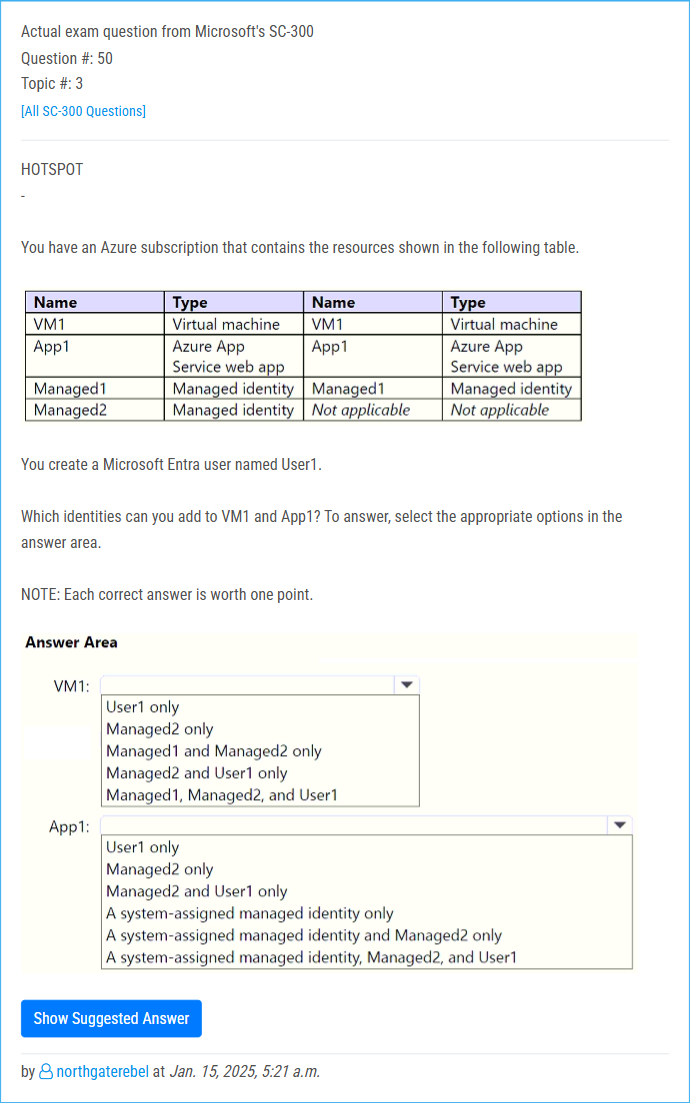 Actual exam question from Microsoft's SC-300
Question #: 50
Topic #: 3
[All SC-300 Questions]
HOTSPOT
-
You have an Azure subscription that contains the resources shown in the following table.
Name Type Name Type
VM1 Virtual machine VM1 Virtual machine
App1 Azure App App1 Azure App
Service web app Service web app
Managed1 Managed identity Managed1 Managed identity
Managed2 Managed identity Not applicable Not applicable
You create a Microsoft Entra user named User1.
Which identities can you add to VM1 and App1? To answer, select the appropriate options in the
answer area.
NOTE: Each correct answer is worth one point.
Answer Area
VM1:
User1 only
Managed2 only
Managed1 and Managed2 only
Managed2 and User1 only
Managed1, Managed2, and User1
App1:
User1 only
Managed2 only
Managed2 and User1 only
A system-assigned managed identity only
A system-assigned managed identity and Managed2 only
A system-assigned managed identity, Managed2, and User1
Show Suggested Answer
by northgaterebel at Jan. 15, 2025, 5:21 a.m.